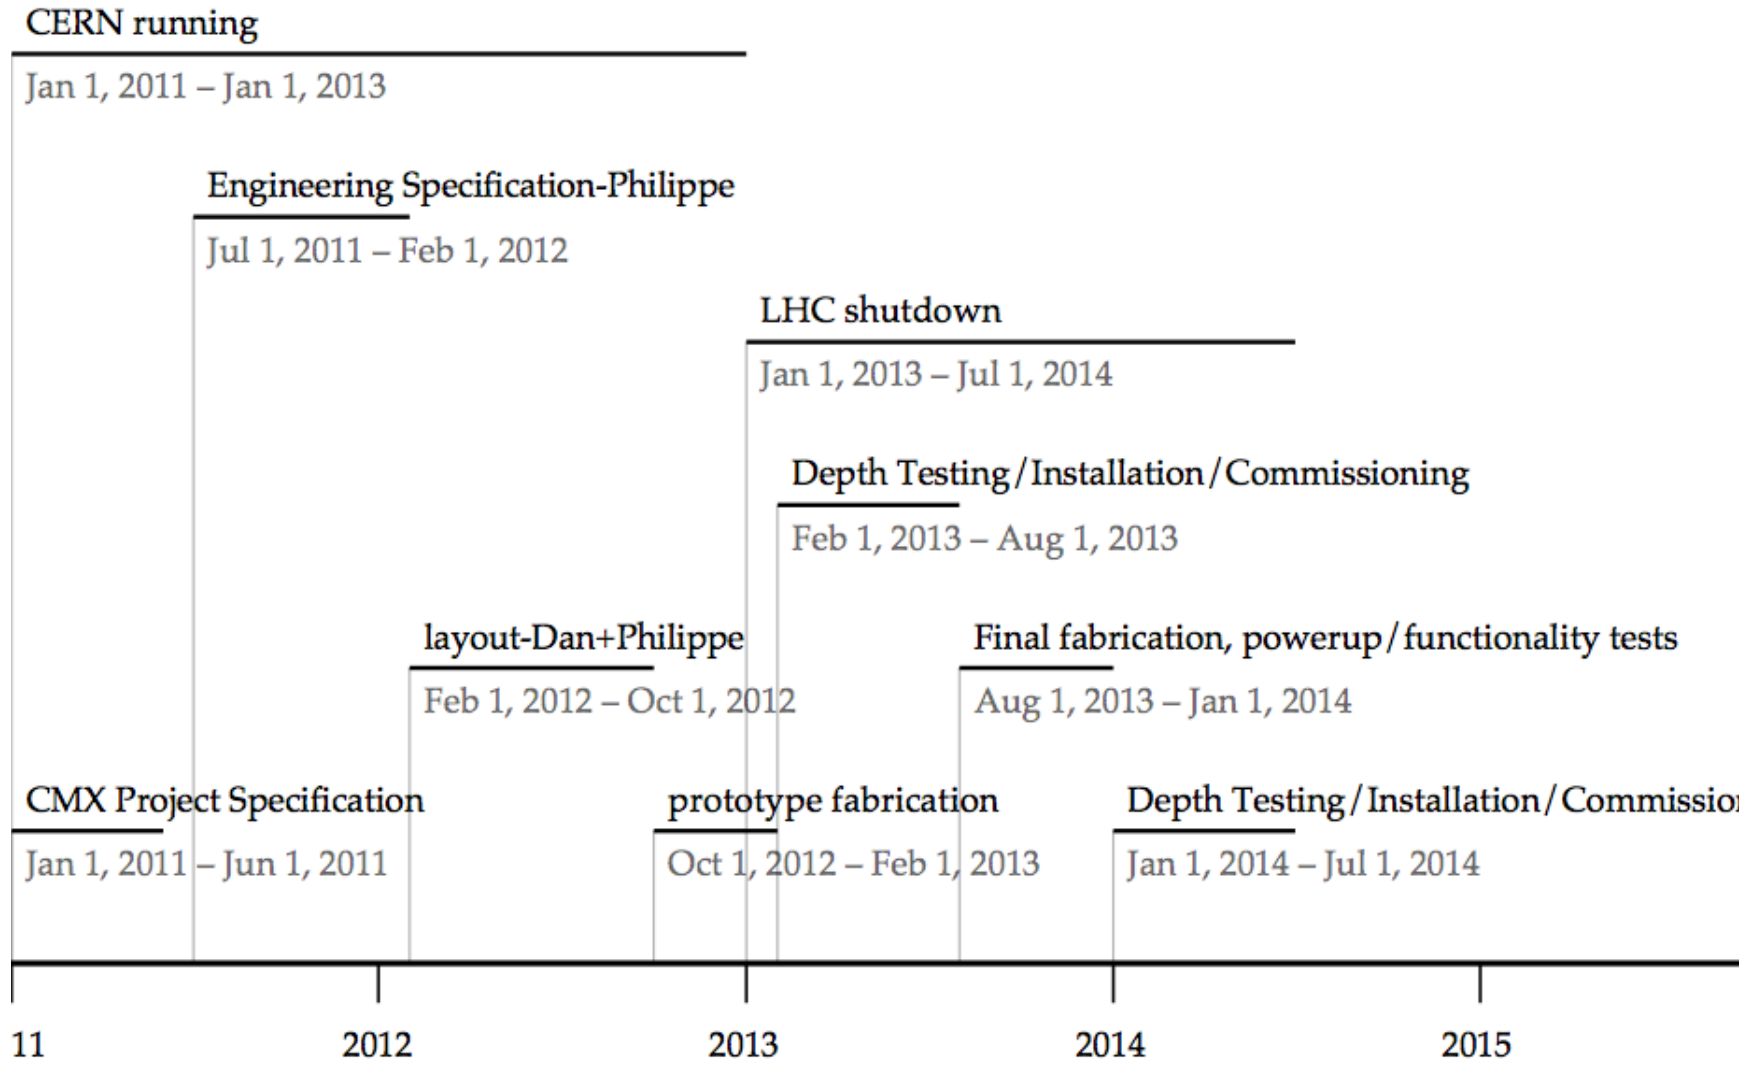 CERN running
Jan 1, 2011 – Jan 1, 2013
Engineering Specification-Philippe
Jul 1, 2011 – Feb 1, 2012
LHC shutdown
Jan 1, 2013 – Jul 1, 2014
Depth Testing/Installation/Commissioning
Feb 1, 2013 – Aug 1, 2013
layout-Dan+Philippe
Feb 1, 2012 – Oct 1, 2012
Final fabrication, powerup/functionality tests
Aug 1, 2013 – Jan 1, 2014
CMX Project Specification
Jan 1, 2011 – Jun 1, 2011
prototype fabrication
Oct 1, 2012 – Feb 1, 2013
Depth Testing/Installation/Commissio
Jan 1, 2014 – Jul 1, 2014
11 2012 2013 2014 2015